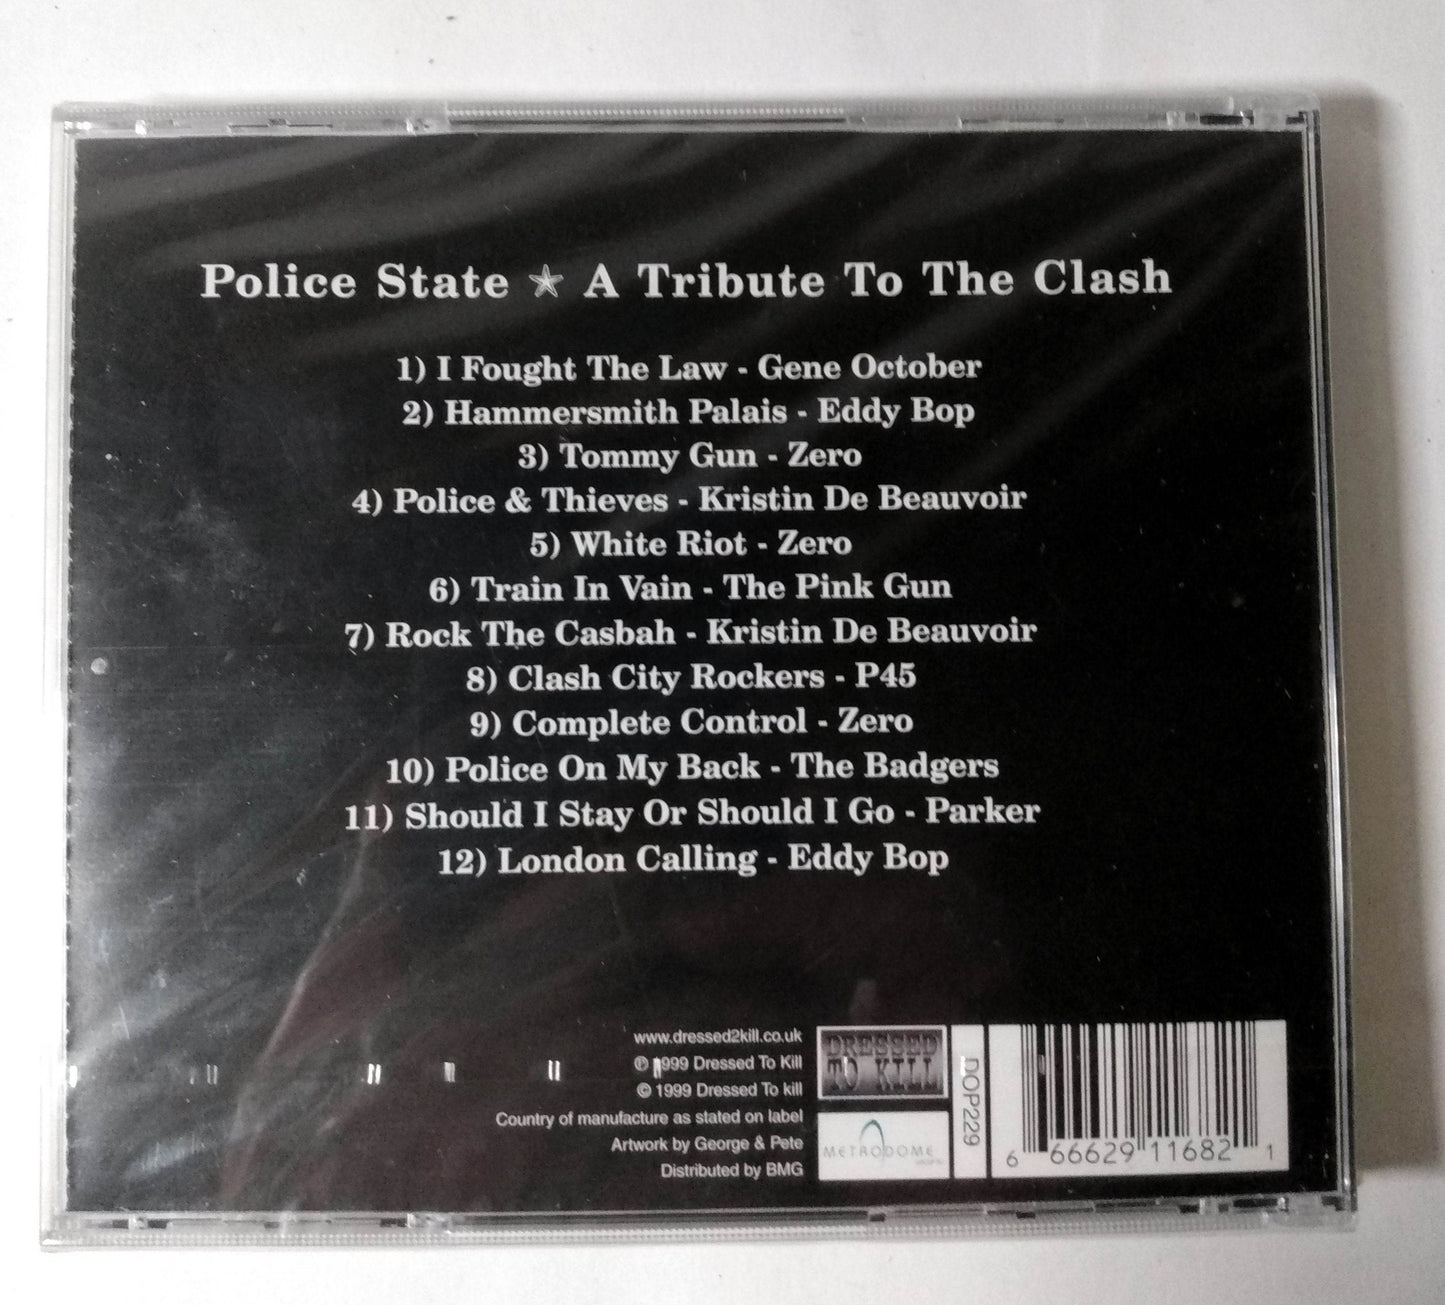 Police State ★ A Tribute To The Clash
1) I Fought The Law - Gene October
2) Hammersmith Palais - Eddy Bop
3) Tommy Gun - Zero
4) Police & Thieves - Kristin De Beauvoir
5) White Riot - Zero
6) Train In Vain - The Pink Gun
7) Rock The Casbah - Kristin De Beauvoir
8) Clash City Rockers - P45
9) Complete Control - Zero
10) Police On My Back - The Badgers
11) Should I Stay Or Should I Go - Parker
12) London Calling - Eddy Bop
www.dressed2kill.co.uk
℗ 1999 Dressed To Kill
© 1999 Dressed To kill
Country of manufacture as stated on label
Artwork by George & Pete
Distributed by BMG
DRESSED
TO KILL
METRODOME
DOP229
6 66629 11682 1